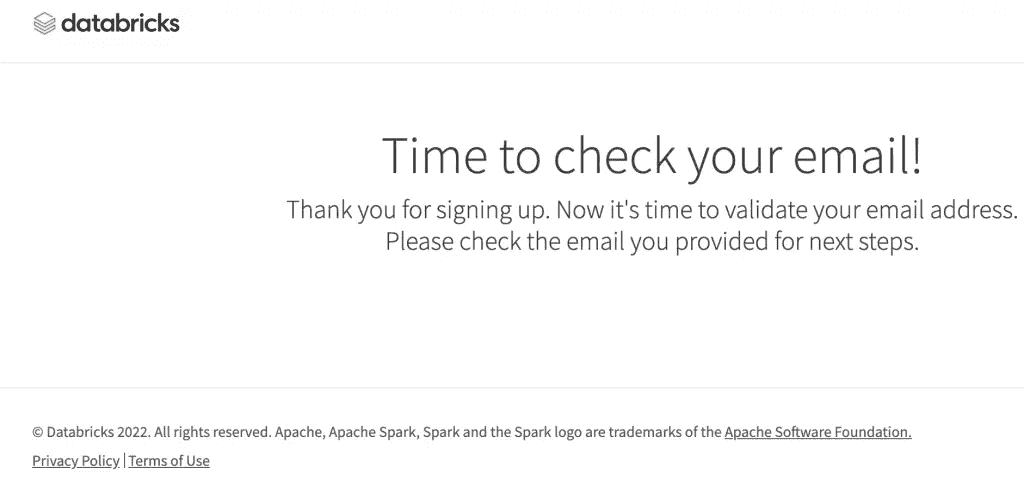 databricks
Time to check your email!
Thank you for signing up. Now it's time to validate your email address.
Please check the email you provided for next steps.
© Databricks 2022. All rights reserved. Apache, Apache Spark, Spark and the Spark logo are trademarks of the Apache Software Foundation.
Privacy Policy | Terms of Use